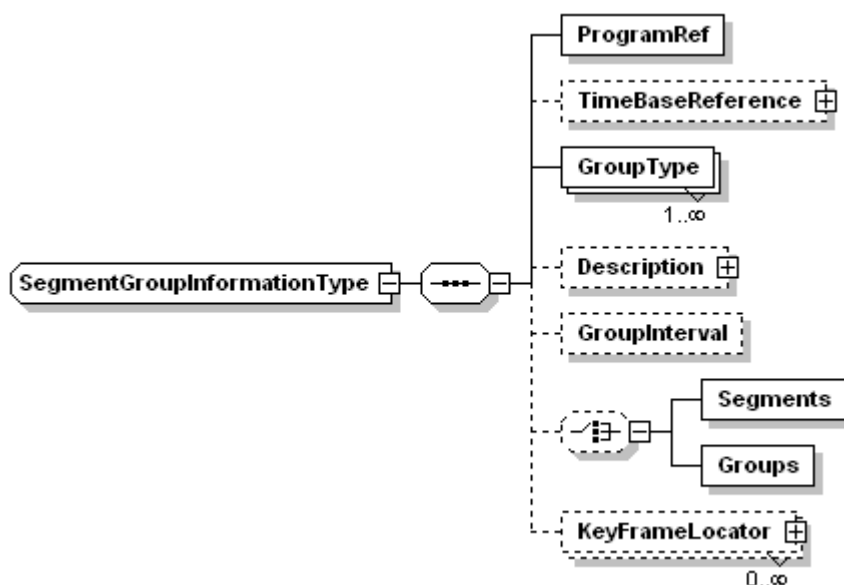 ProgramRef
TimeBaseReference
GroupType
1..∞
SegmentGroupInformationType
Description
GroupInterval
Segments
Groups
KeyFrameLocator
0..∞